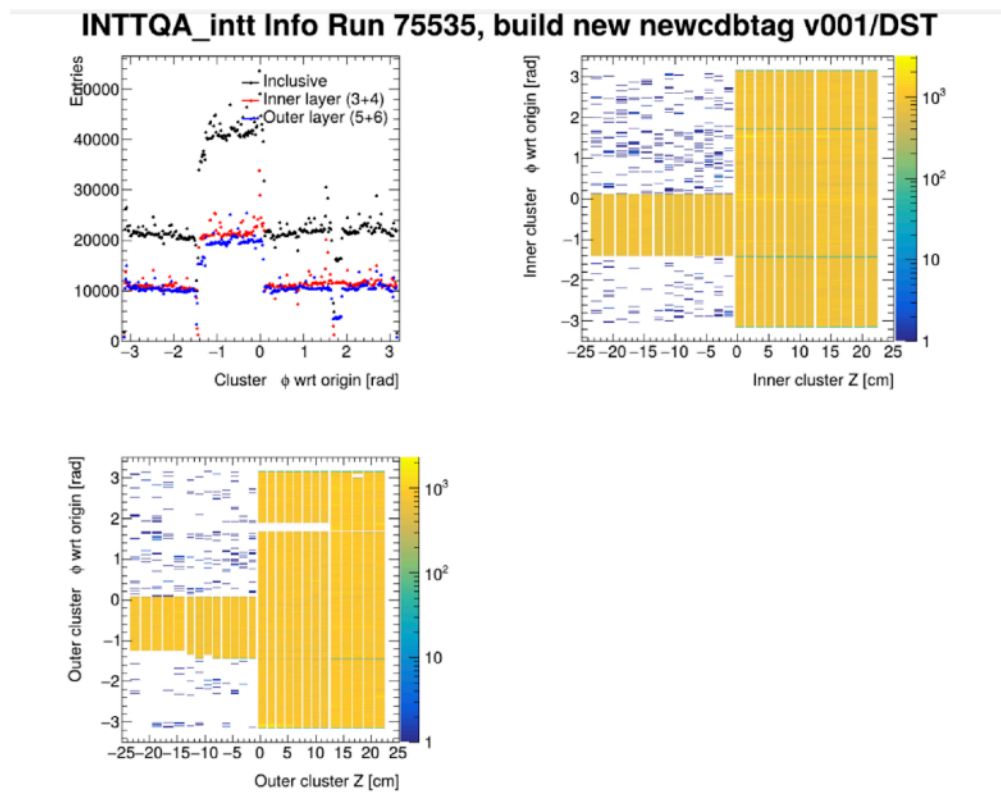 INTTQA_intt Info Run 75535, build new newcdbtag v001/DST
Entries
50000
40000
30000
20000
10000
0
−3 −2 −1 0 1 2 3
Cluster ϕ wrt origin [rad]
Inclusive
Inner layer (3+4)
Outer layer (5+6)
Inner cluster ϕ wrt origin [rad]
3
2
1
0
−1
−2
−3
−25 −20 −15 −10 −5 0 5 10 15 20 25
Inner cluster Z [cm]
10³
10²
10
1
Outer cluster ϕ wrt origin [rad]
3
2
1
0
−1
−2
−3
−25 −20 −15 −10 −5 0 5 10 15 20 25
Outer cluster Z [cm]
10³
10²
10
1